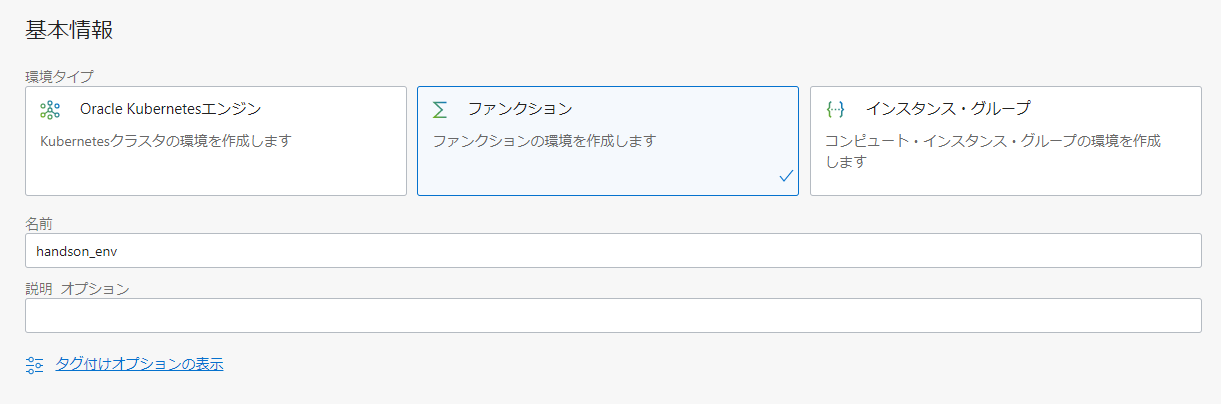 基本情報
環境タイプ
Oracle Kubernetesエンジン
Kubernetesクラスタの環境を作成します
ファンクション
ファンクションの環境を作成します
インスタンス・グループ
コンピュート・インスタンス・グループの環境を作成
します
名前
handson_env
説明 オプション
タグ付けオプションの表示